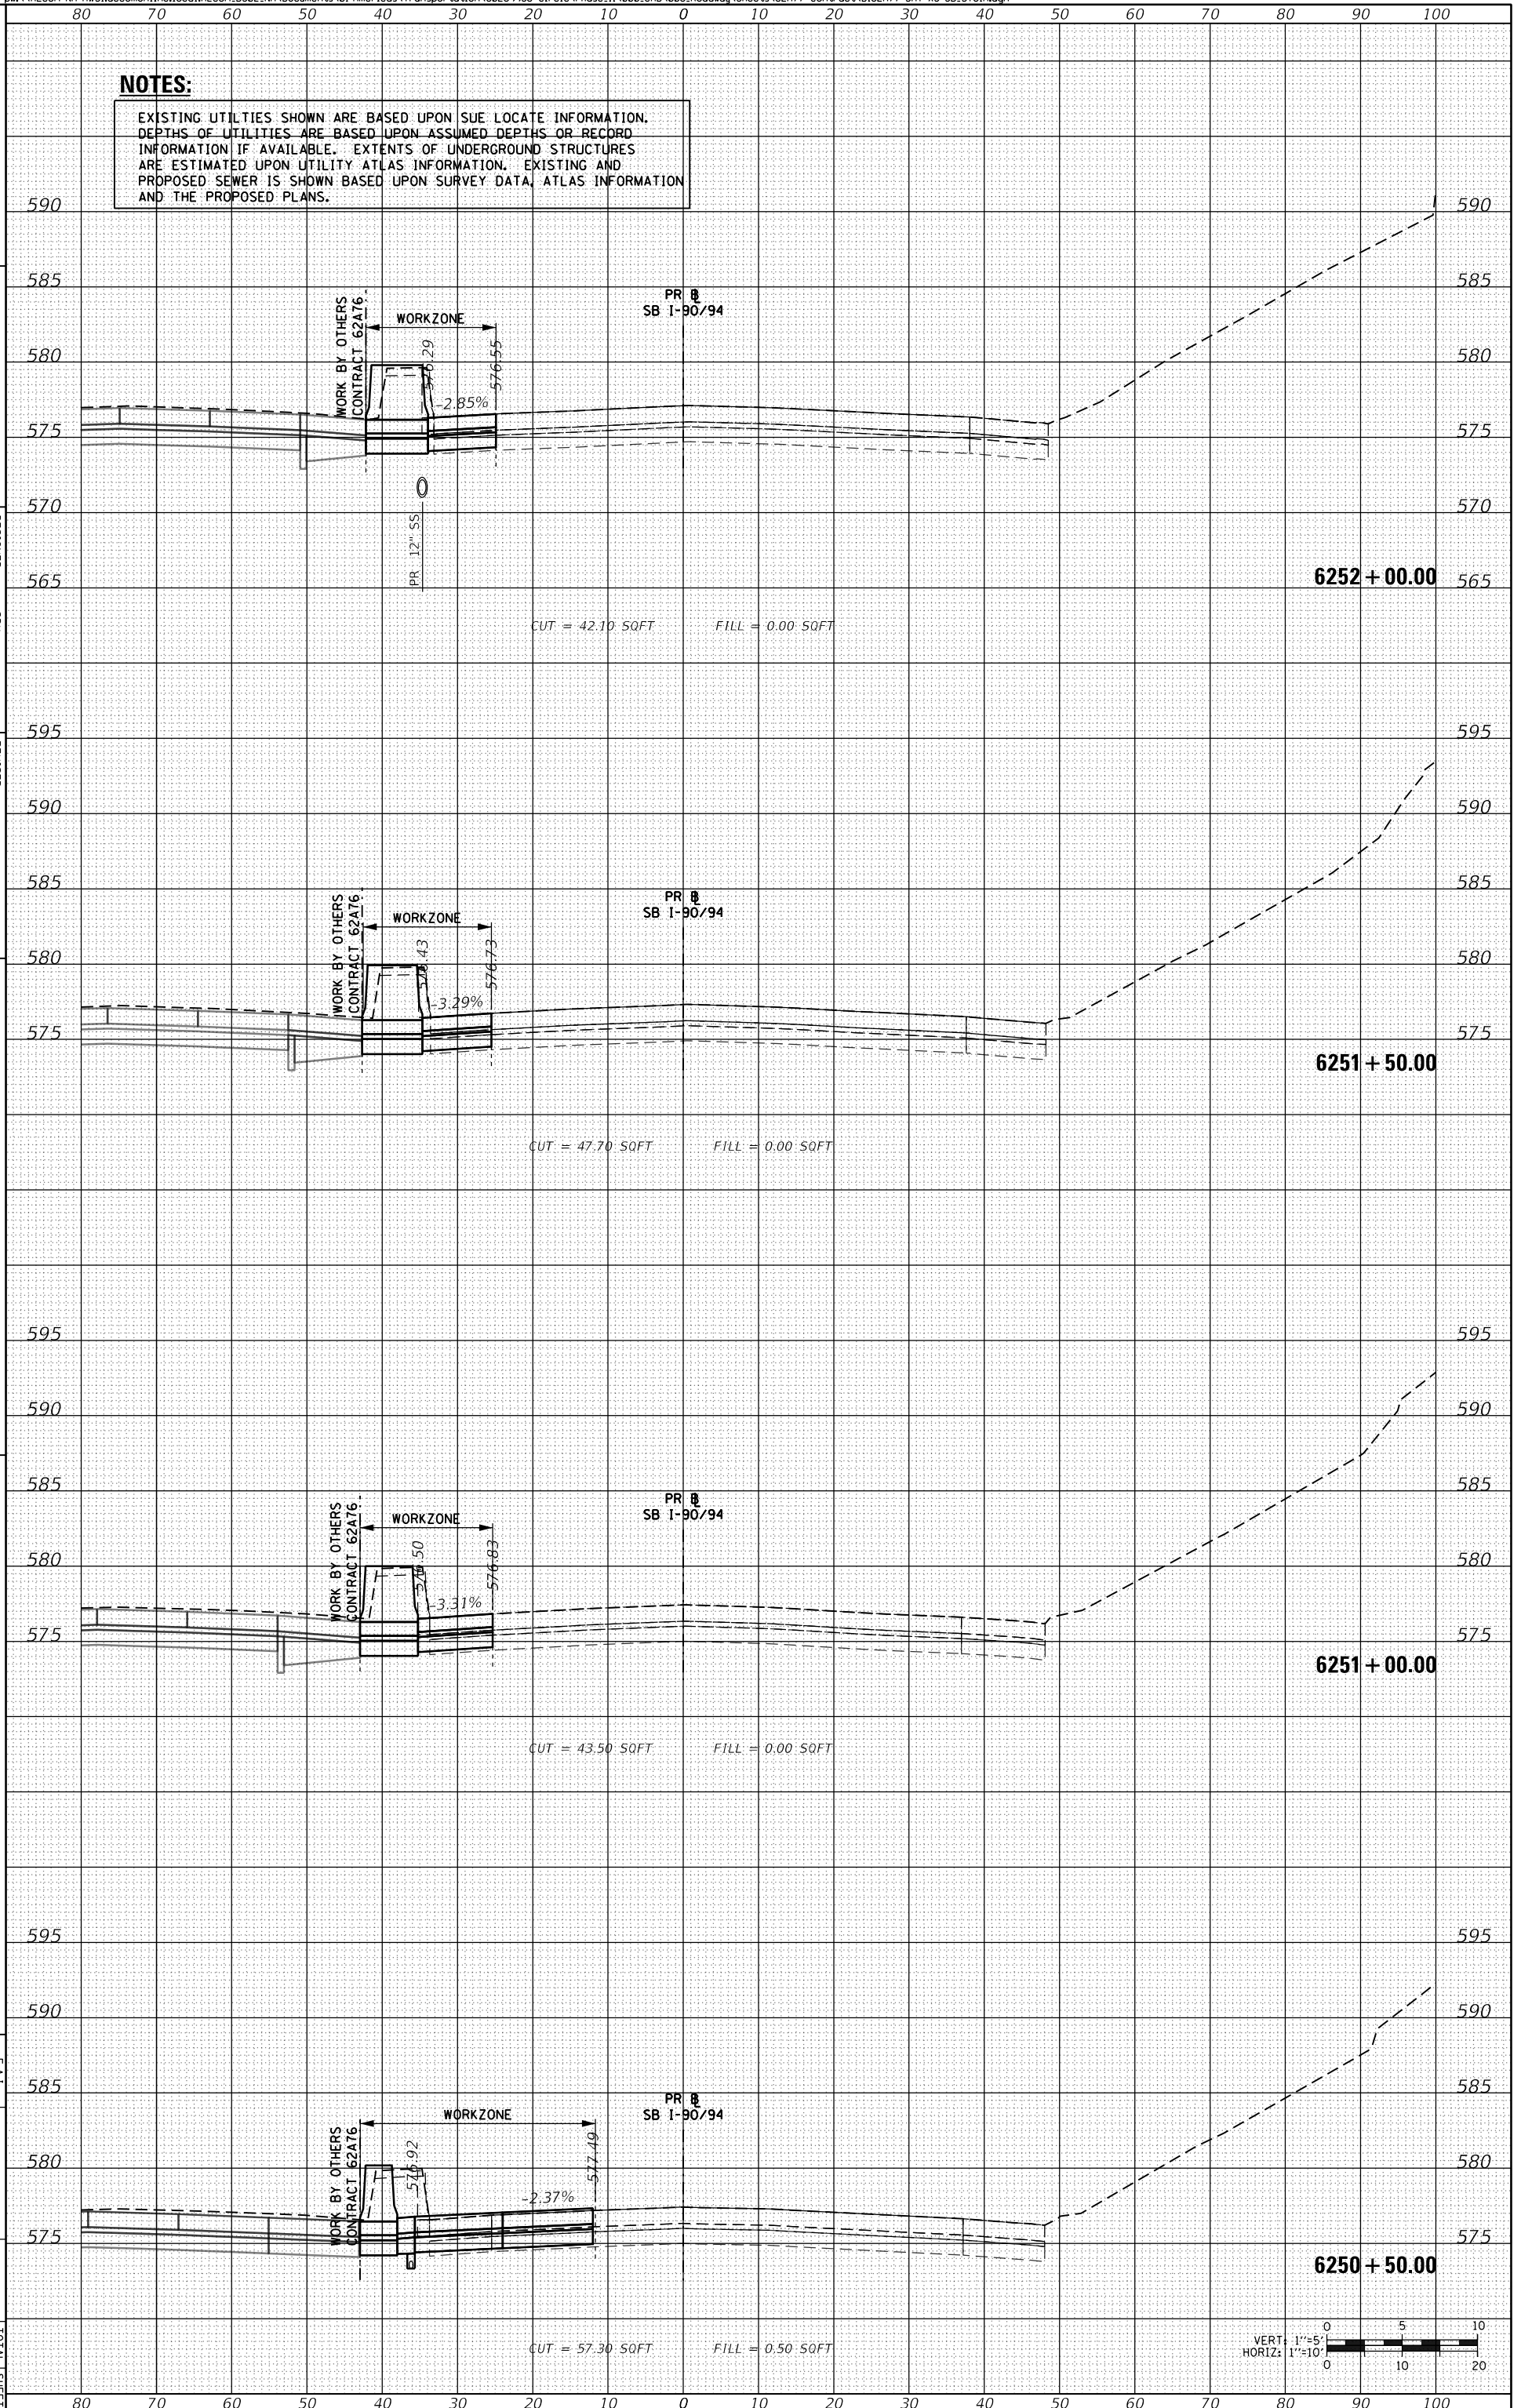 80 70 60 50 40 30 20 10 0 10 20 30 40 50 60 70 80 90 100
NOTES:
EXISTING UTILTIES SHOWN ARE BASED UPON SUE LOCATE INFORMATION.
DEPTHS OF UTILITIES ARE BASED UPON ASSUMED DEPTHS OR RECORD
INFORMATION IF AVAILABLE. EXTENTS OF UNDERGROUND STRUCTURES
ARE ESTIMATED UPON UTILITY ATLAS INFORMATION. EXISTING AND
PROPOSED SEWER IS SHOWN BASED UPON SURVEY DATA, ATLAS INFORMATION
AND THE PROPOSED PLANS.
590 590
585 585
PR BL
SB I-90/94
WORK BY OTHERS
CONTRACT 62A76
WORKZONE
580 580
576.29
576.55
-2.85%
575 575
570 570
PR 12" SS
565 6252+00.00 565
CUT = 42.10 SQFT FILL = 0.00 SQFT
595 595
590 590
585 585
PR BL
SB I-90/94
WORK BY OTHERS
CONTRACT 62A76
WORKZONE
580 580
576.43
576.73
-3.29%
575 575
6251+50.00
CUT = 47.70 SQFT FILL = 0.00 SQFT
595 595
590 590
585 585
PR BL
SB I-90/94
WORK BY OTHERS
CONTRACT 62A76
WORKZONE
580 580
576.50
576.83
-3.31%
575 575
6251+00.00
CUT = 43.50 SQFT FILL = 0.00 SQFT
595 595
590 590
585 585
PR BL
SB I-90/94
WORK BY OTHERS
CONTRACT 62A76
WORKZONE
580 580
576.92
577.49
-2.37%
575 575
6250+50.00
CUT = 57.30 SQFT FILL = 0.50 SQFT
0 5 10
VERT: 1"=5'
HORIZ: 1"=10'
0 10 20
80 70 60 50 40 30 20 10 0 10 20 30 40 50 60 70 80 90 100